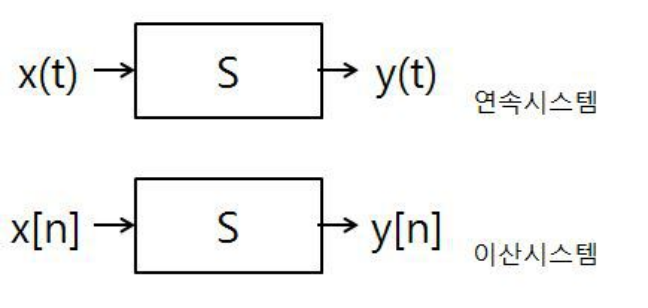 x(t) → S → y(t) 연속시스템
x[n] → S → y[n] 이산시스템